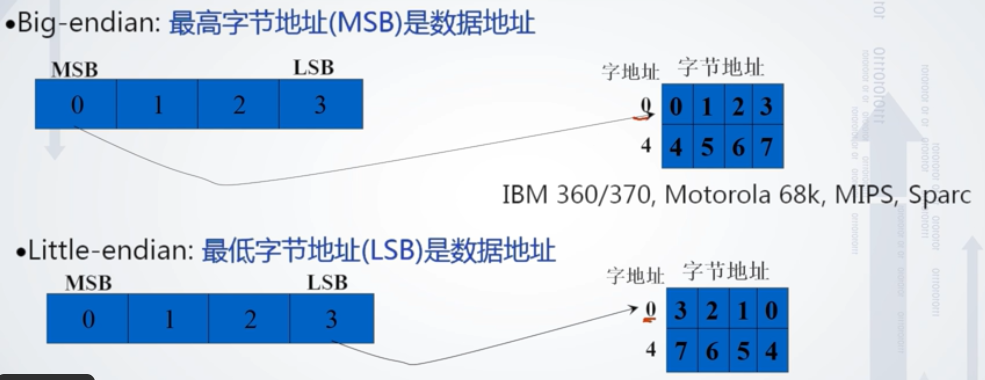 •Big-endian: 最高字节地址(MSB)是数据地址
MSB LSB
0 1 2 3
字地址 字节地址
0 0 1 2 3
4 4 5 6 7
IBM 360/370, Motorola 68k, MIPS, Sparc
•Little-endian: 最低字节地址(LSB)是数据地址
MSB LSB
0 1 2 3
字地址 字节地址
0 3 2 1 0
4 7 6 5 4